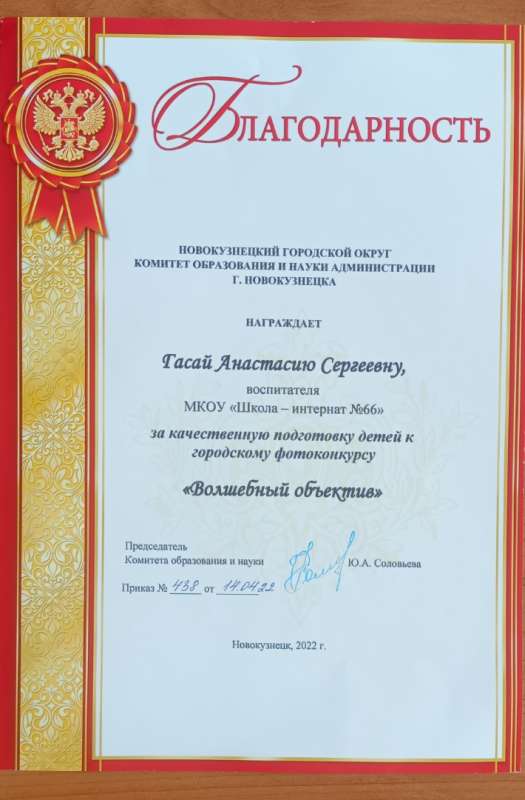 Благодарность
НОВОКУЗНЕЦКИЙ ГОРОДСКОЙ ОКРУГ
КОМИТЕТ ОБРАЗОВАНИЯ И НАУКИ АДМИНИСТРАЦИИ
Г. НОВОКУЗНЕЦКА
НАГРАЖДАЕТ
Гасай Анастасию Сергеевну,
воспитателя
МКОУ «Школа – интернат №66»
за качественную подготовку детей к
городскому фотоконкурсу
«Волшебный объектив»
Председатель
Комитета образования и науки Ю.А. Соловьева
Приказ № 438 от 14.04.22
Новокузнецк, 2022 г.